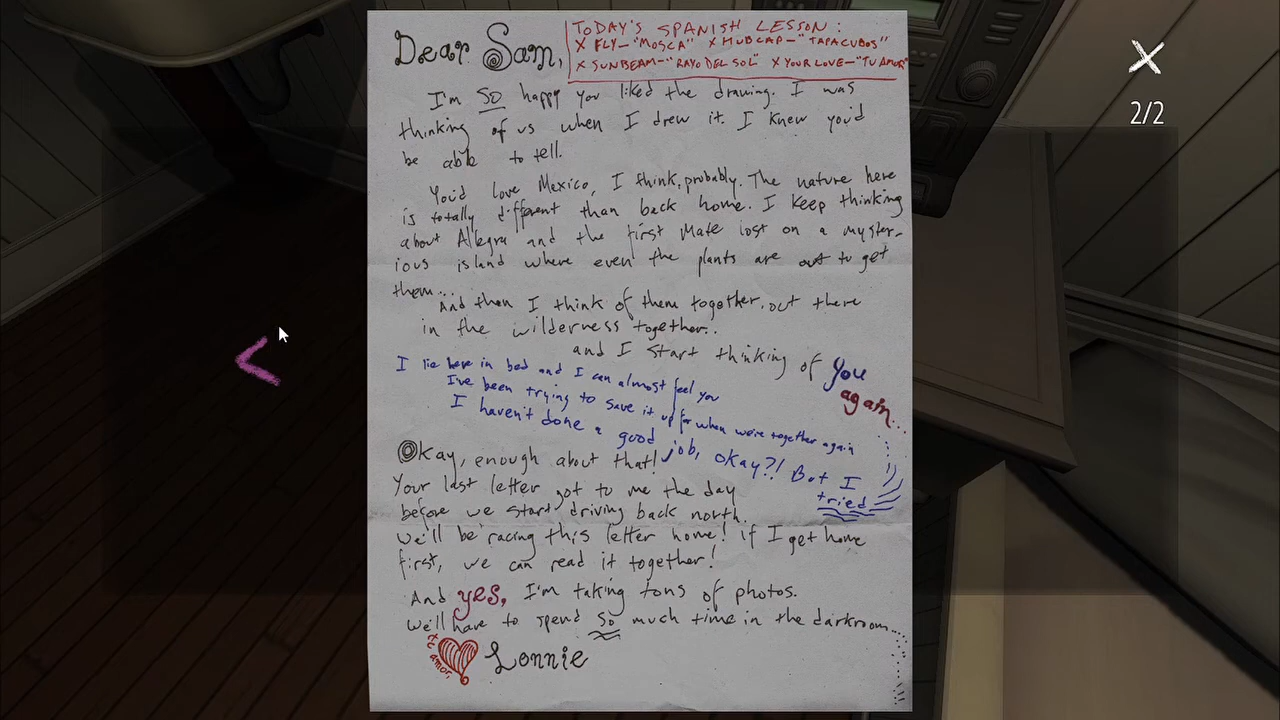 Dear Sam,
TODAY'S SPANISH LESSON:
x FLY-"MOSCA" x HUBCAP-"TAPACUBOS"
x SUNBEAM-"RAYO DEL SOL" x YOUR LOVE-"TU AMOR"
I'm SO happy you liked the drawing. I was
thinking of us when I drew it I knew you'd
be able to tell.
You'd love Mexico, I think, probably. The nature here
is totally different than back home. I keep thinking
about Allegra and the First Mate lost on a myster-
ious island where even the plants are out to get
them...
And then I think of them together, out there
in the wilderness together..
and I start thinking of you
again...
I lie here in bed and I can almost feel you
I've been trying to save it up for when we're together again
I haven't done a good job, okay?! But I
tried
Okay, enough about that!
Your last letter got to me the day
before we start driving back north.
We'll be racing this letter home! if I get home
first, we can read it together!
And yes, I'm taking tons of photos.
We'll have to spend so much time in the darkroom...
tu amor,
Lonnie
2/2